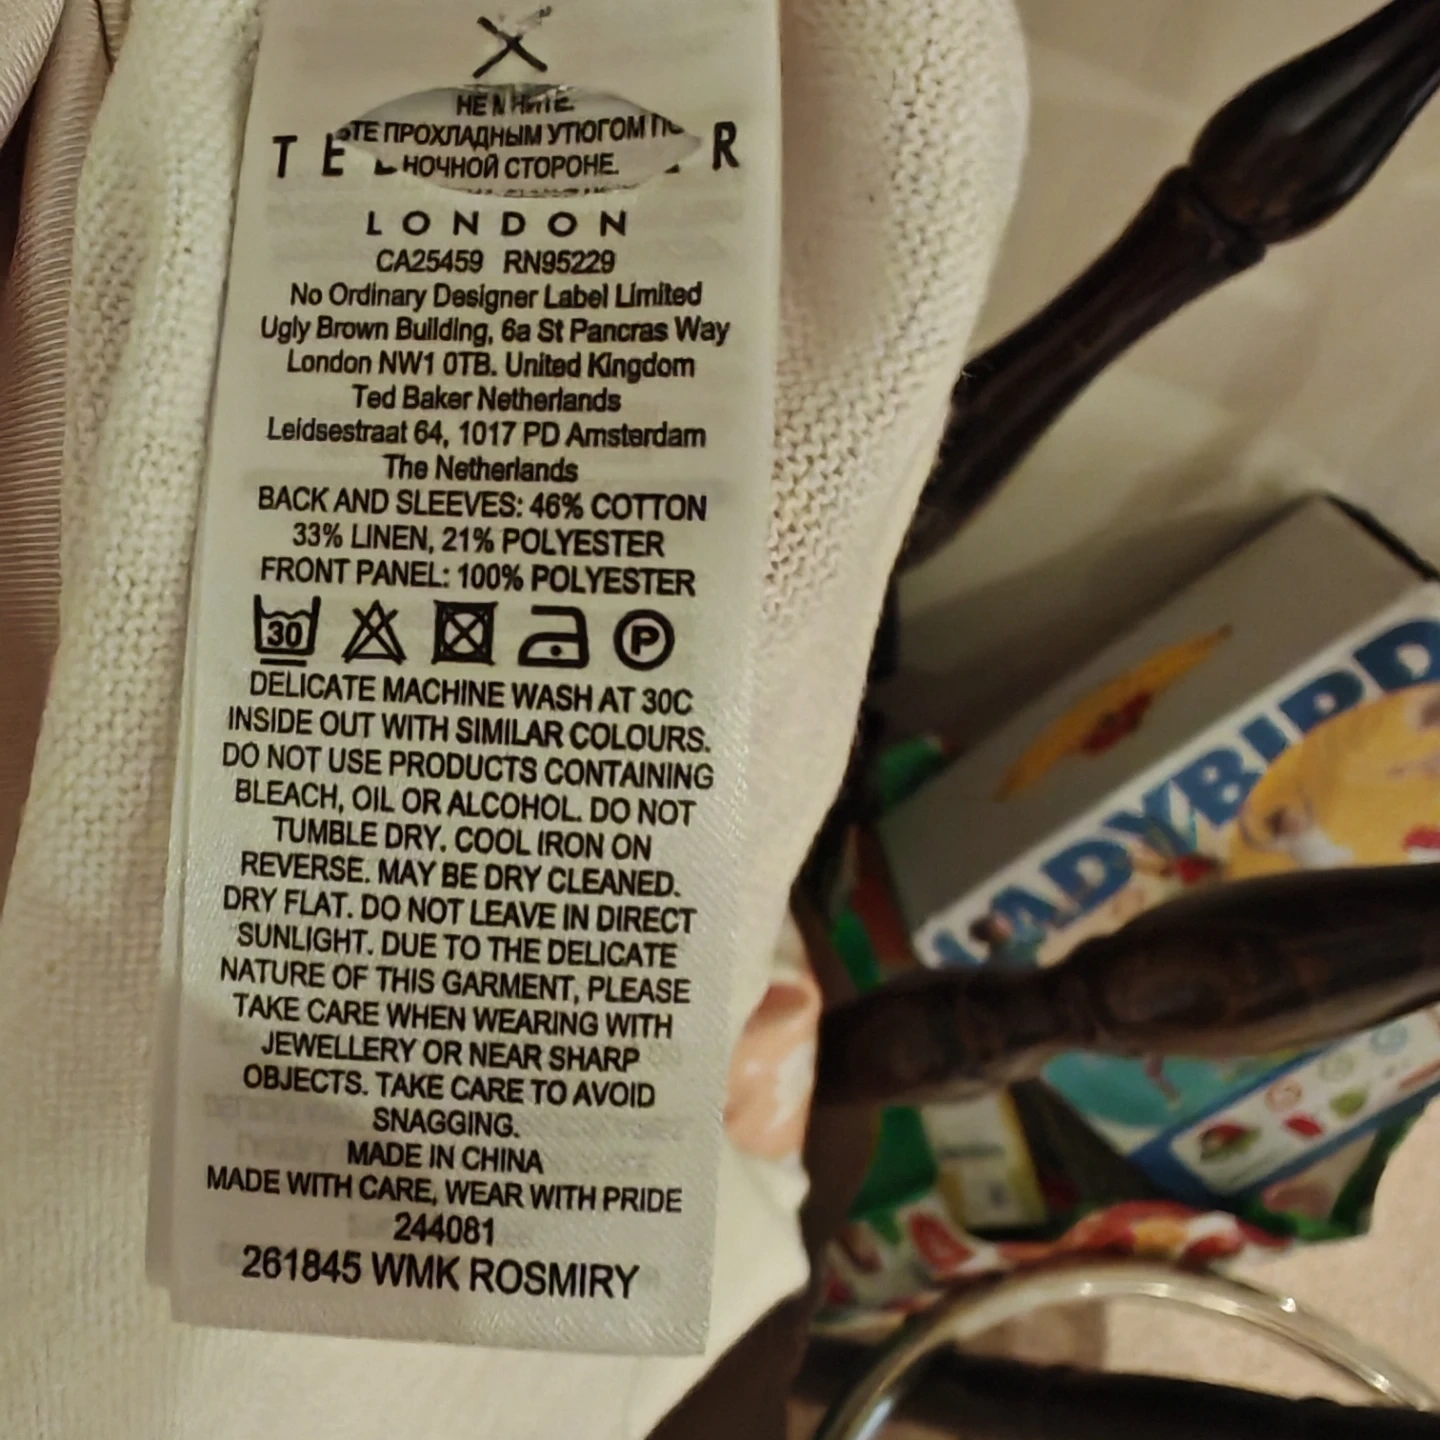 НЕ
ПРОХЛАДНЫМ УТЮГОМ
НОЧНОЙ СТОРОНЕ.
LONDON
CA25459 RN95229
No Ordinary Designer Label Limited
Ugly Brown Building, 6a St Pancras Way
London NW1 0TB. United Kingdom
Ted Baker Netherlands
Leidsestraat 64, 1017 PD Amsterdam
The Netherlands
BACK AND SLEEVES: 46% COTTON
33% LINEN, 21% POLYESTER
FRONT PANEL: 100% POLYESTER
30 P
DELICATE MACHINE WASH AT 30C
INSIDE OUT WITH SIMILAR COLOURS.
DO NOT USE PRODUCTS CONTAINING
BLEACH, OIL OR ALCOHOL. DO NOT
TUMBLE DRY. COOL IRON ON
REVERSE. MAY BE DRY CLEANED.
DRY FLAT. DO NOT LEAVE IN DIRECT
SUNLIGHT. DUE TO THE DELICATE
NATURE OF THIS GARMENT, PLEASE
TAKE CARE WHEN WEARING WITH
JEWELLERY OR NEAR SHARP
OBJECTS. TAKE CARE TO AVOID
SNAGGING.
MADE IN CHINA
MADE WITH CARE, WEAR WITH PRIDE
244081
261845 WMK ROSMIRY
LADYBIRD